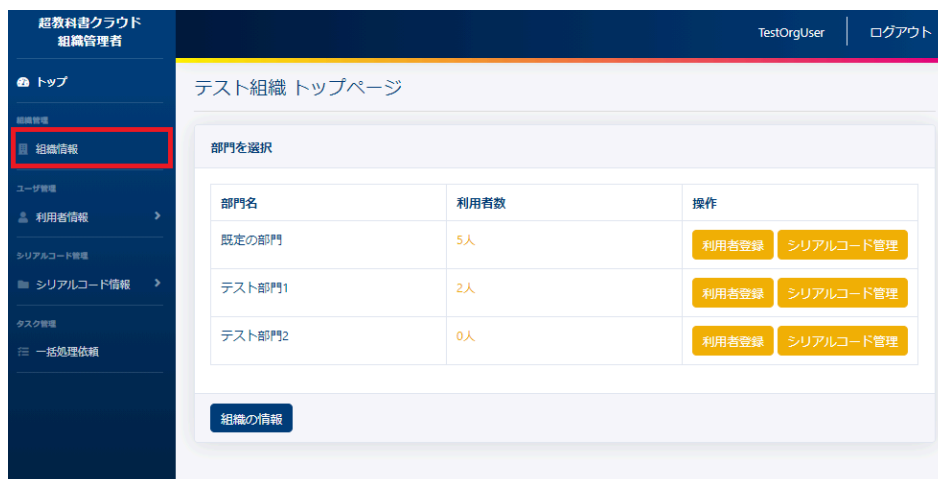 超教科書クラウド
組織管理者
TestOrgUser
ログアウト
トップ
組織管理
組織情報
ユーザ管理
利用者情報
シリアルコード管理
シリアルコード情報
タスク管理
一括処理依頼
テスト組織 トップページ
部門を選択
部門名 利用者数 操作
既定の部門 5人 利用者登録 シリアルコード管理
テスト部門1 2人 利用者登録 シリアルコード管理
テスト部門2 0人 利用者登録 シリアルコード管理
組織の情報